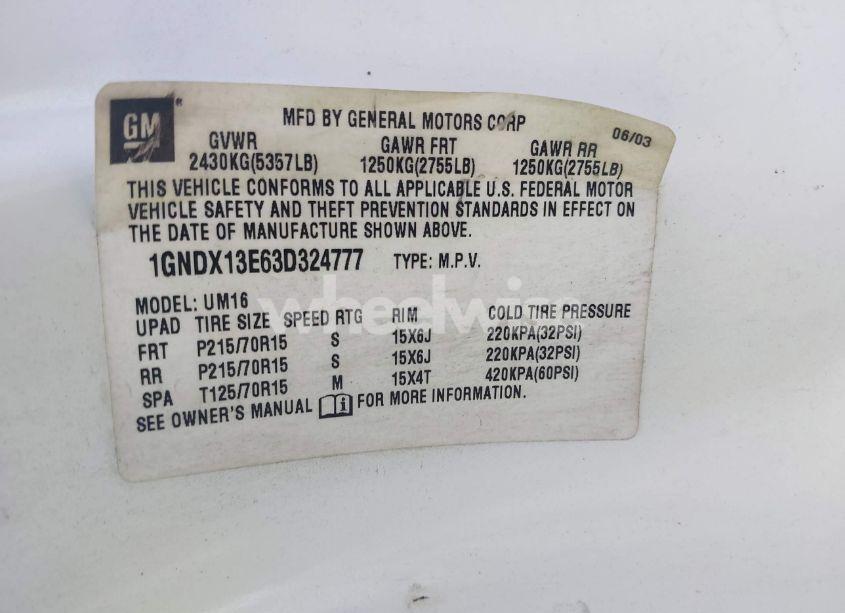 GM®
MFD BY GENERAL MOTORS CORP
06/03
GVWR GAWR FRT GAWR RR
2430KG(5357LB) 1250KG(2755LB) 1250KG(2755LB)
THIS VEHICLE CONFORMS TO ALL APPLICABLE U.S. FEDERAL MOTOR
VEHICLE SAFETY AND THEFT PREVENTION STANDARDS IN EFFECT ON
THE DATE OF MANUFACTURE SHOWN ABOVE.
1GNDX13E63D324777 TYPE: M.P.V.
MODEL: UM16
UPAD TIRE SIZE SPEED RTG RIM COLD TIRE PRESSURE
FRT P215/70R15 S 15X6J 220KPA(32PSI)
RR P215/70R15 S 15X6J 220KPA(32PSI)
SPA T125/70R15 M 15X4T 420KPA(60PSI)
SEE OWNER'S MANUAL i FOR MORE INFORMATION.